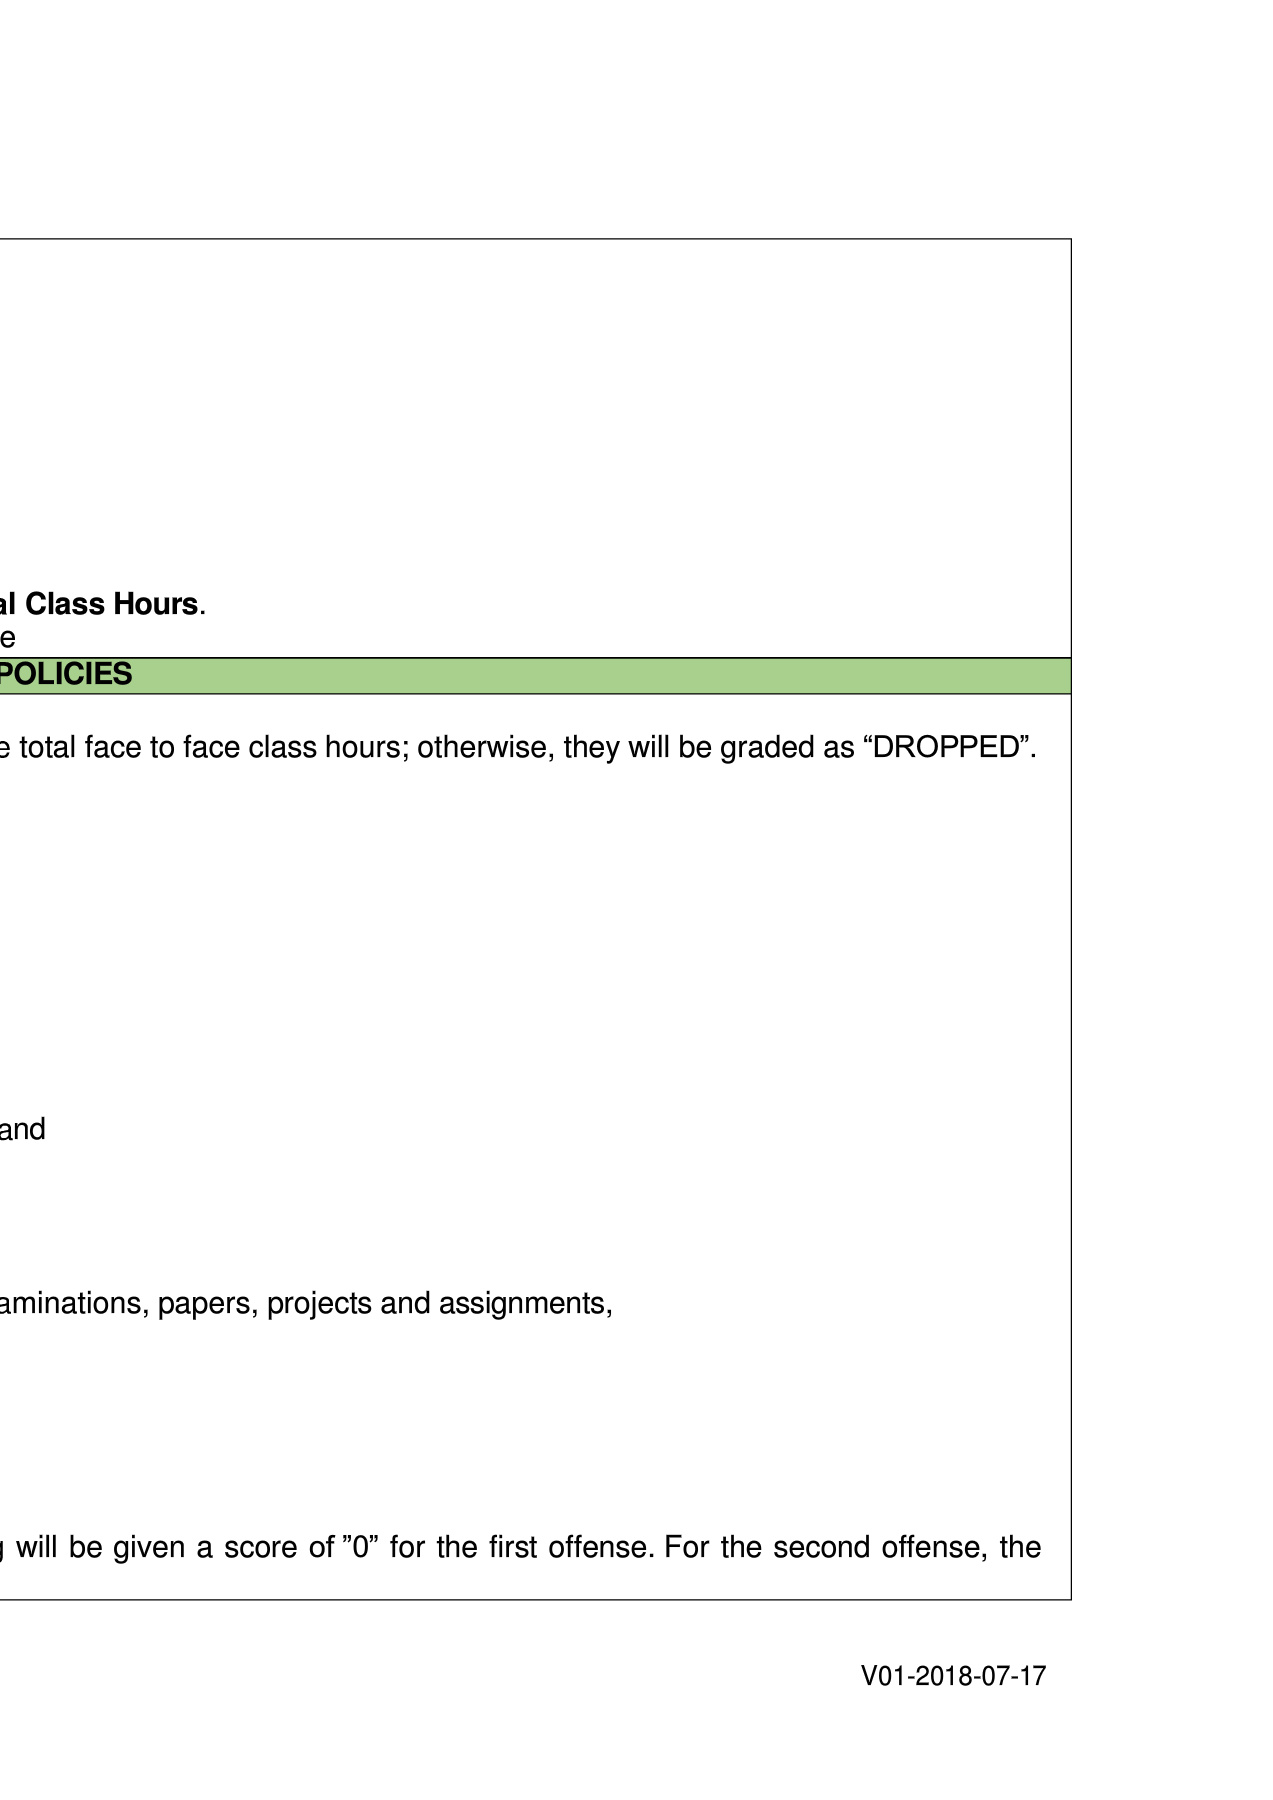 al Class Hours.
e
POLICIES
e total face to face class hours; otherwise, they will be graded as “DROPPED”.
and
aminations, papers, projects and assignments,
g will be given a score of ”0” for the first offense. For the second offense, the
V01-2018-07-17